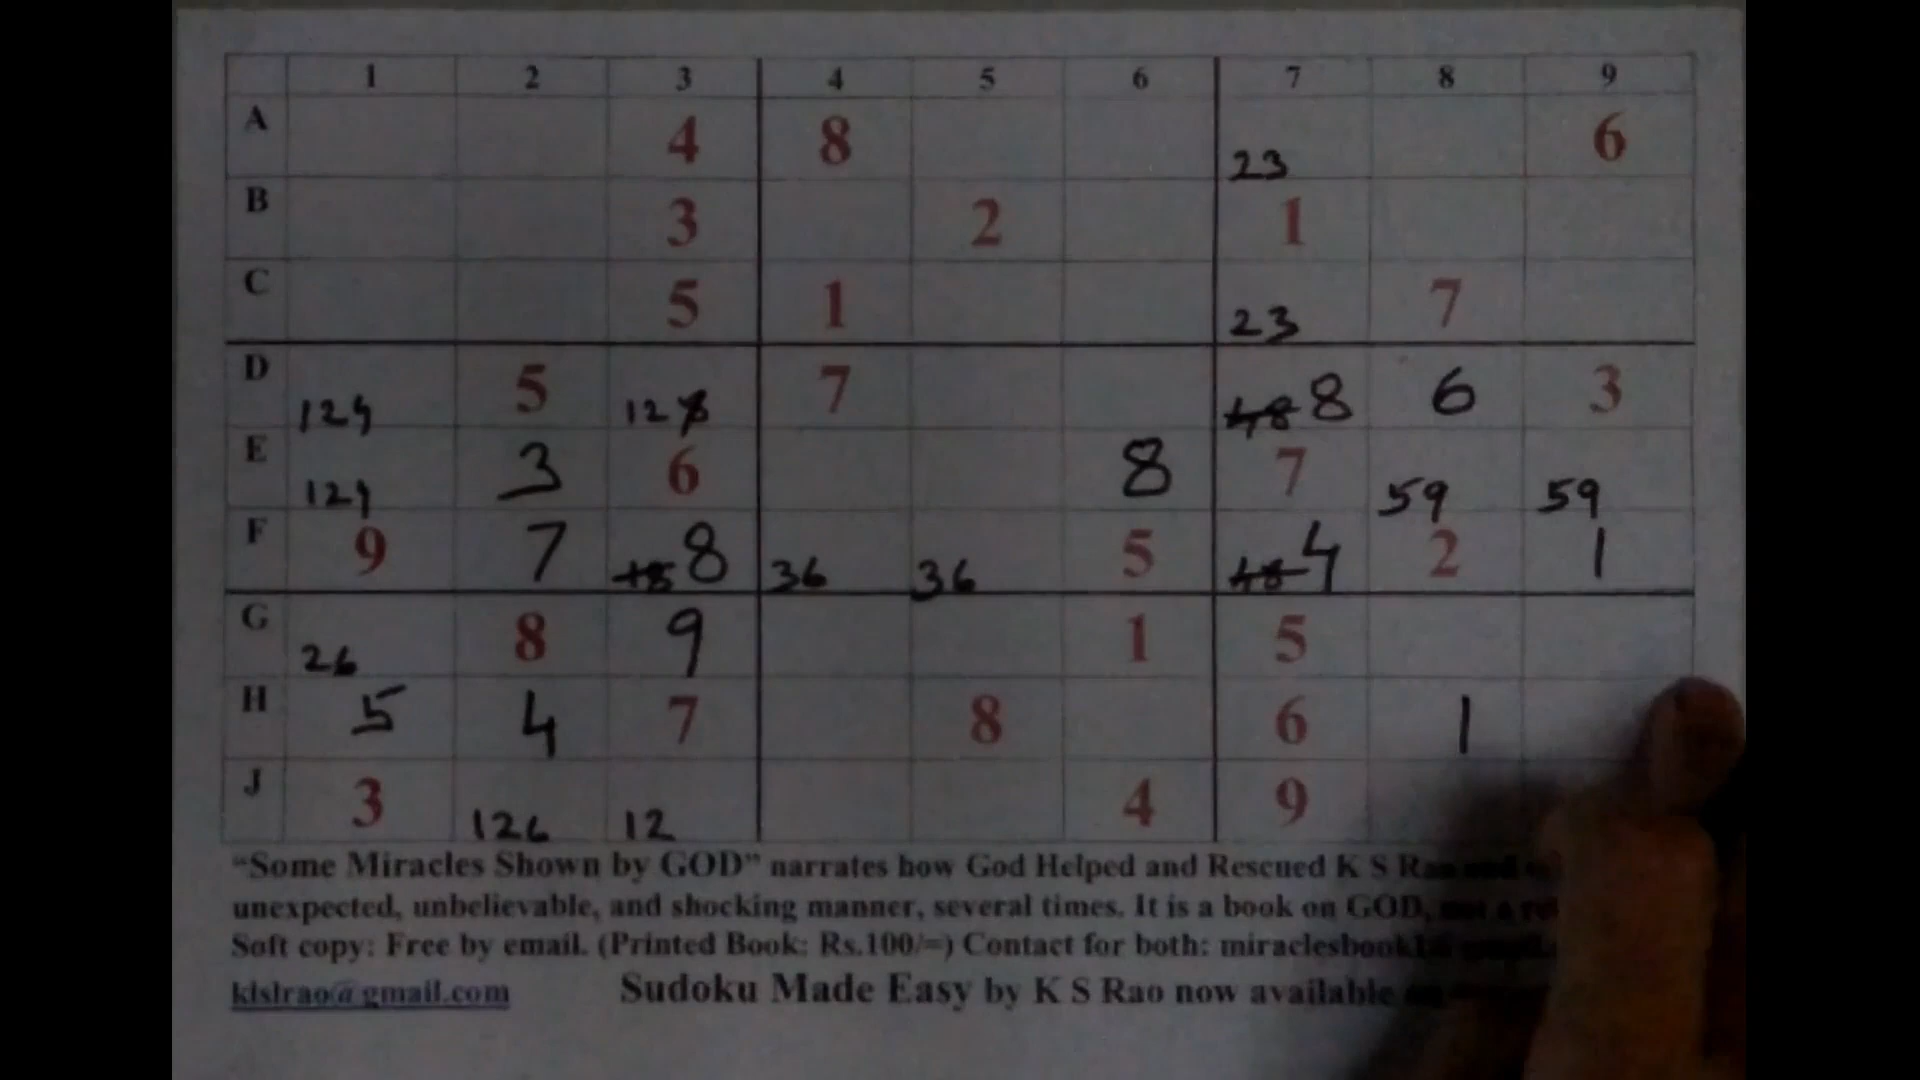 1 2 3 4 5 6 7 8 9
A 4 8 23 6
B 3 2 1
C 5 1 23 7
D 124 5 12 7 48 8 6 3
E 124 3 6 8 7 59 59
F 9 7 8 36 36 5 48 4 2 1
G 26 8 9 1 5
H 5 4 7 8 6 1
J 3 126 12 4 9
“Some Miracles Shown by GOD” narrates how God Helped and Rescued K S Rao
unexpected, unbelievable, and shocking manner, several times. It is a book on GOD, not a
Soft copy: Free by email. (Printed Book: Rs.100/=) Contact for both:
kislrao@gmail.com Sudoku Made Easy by K S Rao now available